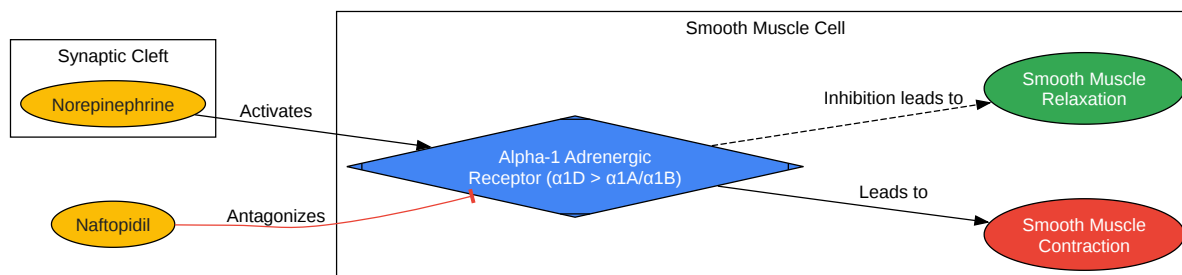 Smooth Muscle Cell
Synaptic Cleft
Norepinephrine
Activates
Inhibition leads to
Smooth Muscle
Relaxation
Alpha-1 Adrenergic
Receptor (α1D > α1A/α1B)
Leads to
Naftopidil
Antagonizes
Smooth Muscle
Contraction